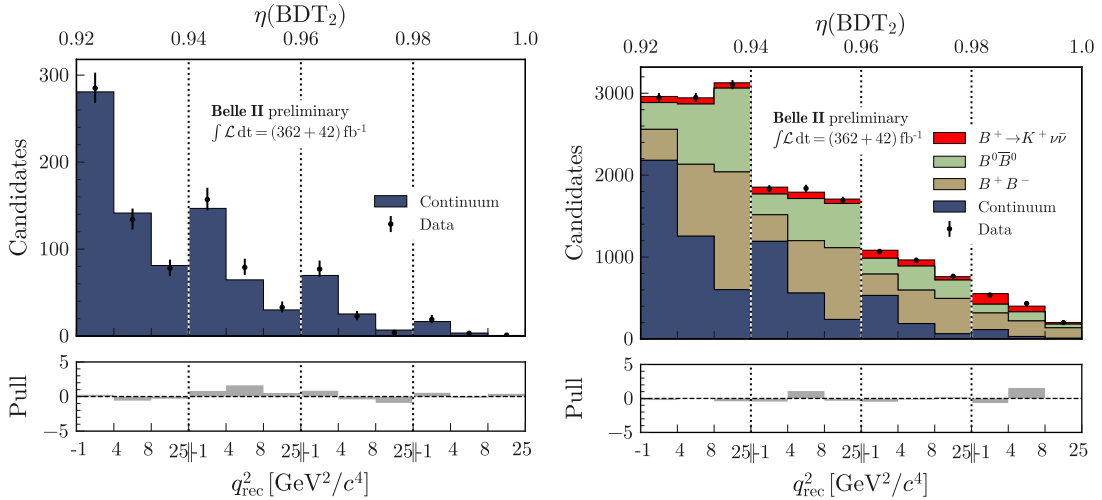 η(BDT₂)
0.92 0.94 0.96 0.98 1.0
300
200
100
0
Candidates
Belle II preliminary
∫ℒ dt = (362 + 42) fb⁻¹
Continuum
Data
5
0
−5
Pull
-1 4 8 25||-1 4 8 25||-1 4 8 25||-1 4 8 25
q²rec [GeV²/c⁴]
η(BDT₂)
0.92 0.94 0.96 0.98 1.0
3000
2000
1000
0
Candidates
Belle II preliminary
∫ℒ dt = (362 + 42) fb⁻¹
B⁺→K⁺νν̄
B⁰B̅⁰
B⁺B⁻
Continuum
Data
5
0
−5
Pull
-1 4 8 25||-1 4 8 25||-1 4 8 25||-1 4 8 25
q²rec [GeV²/c⁴]